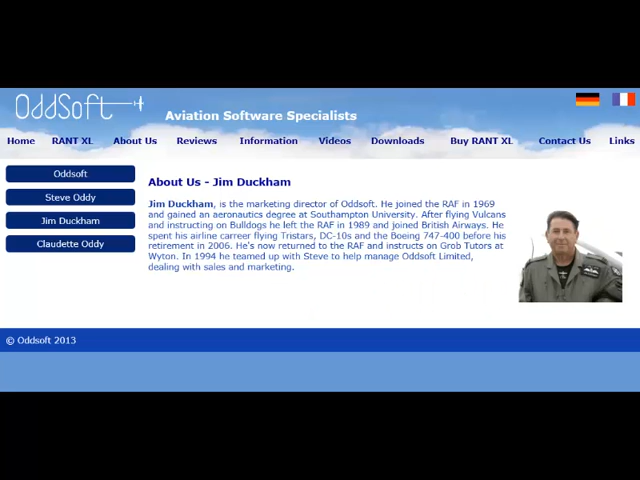 OddSoft
Aviation Software Specialists
Home RANT XL About Us Reviews Information Videos Downloads Buy RANT XL Contact Us Links
Oddsoft
Steve Oddy
Jim Duckham
Claudette Oddy
About Us - Jim Duckham
Jim Duckham, is the marketing director of Oddsoft. He joined the RAF in 1969
and gained an aeronautics degree at Southampton University. After flying Vulcans
and instructing on Bulldogs he left the RAF in 1989 and joined British Airways. He
spent his airline carreer flying Tristars, DC-10s and the Boeing 747-400 before his
retirement in 2006. He's now returned to the RAF and instructs on Grob Tutors at
Wyton. In 1994 he teamed up with Steve to help manage Oddsoft Limited,
dealing with sales and marketing.
© Oddsoft 2013